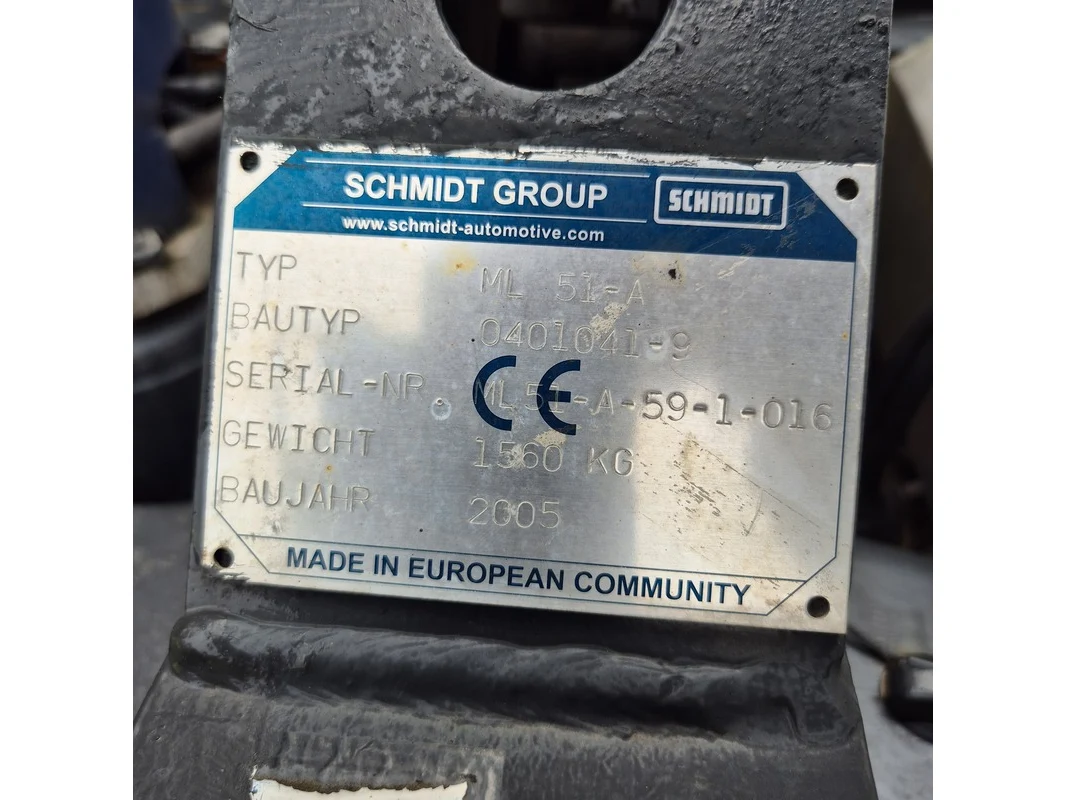 SCHMIDT GROUP
SCHMIDT
www.schmidt-automotive.com
TYP ML 51-A
BAUTYP 0401041-9
SERIAL-NR. ML51-A-59-1-016
GEWICHT 1560 KG
BAUJAHR 2005
CE
MADE IN EUROPEAN COMMUNITY